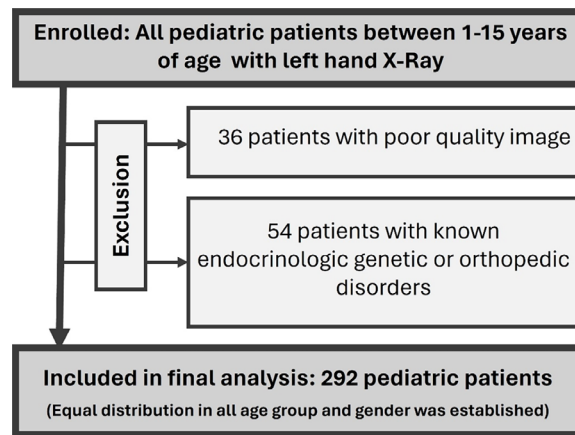 Enrolled: All pediatric patients between 1-15 years
of age with left hand X-Ray
Exclusion
36 patients with poor quality image
54 patients with known
endocrinologic genetic or orthopedic
disorders
Included in final analysis: 292 pediatric patients
(Equal distribution in all age group and gender was established)